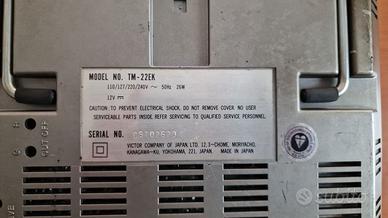 MODEL NO. TM-22EK
110/127/220/240V ∼ 50Hz 26W
12V ⎓
CAUTION: TO PREVENT ELECTRICAL SHOCK, DO NOT REMOVE COVER NO USER
SERVICEABLE PARTS INSIDE REFER SERVICING TO QUALIFIED SERVICE PERSONNEL
SERIAL NO.
VICTOR COMPANY OF JAPAN, LTD. 12,3-CHOME, MORIYACHO,
KANAGAWA-KU, YOKOHAMA, 221, JAPAN. MADE IN JAPAN
OUT OFF